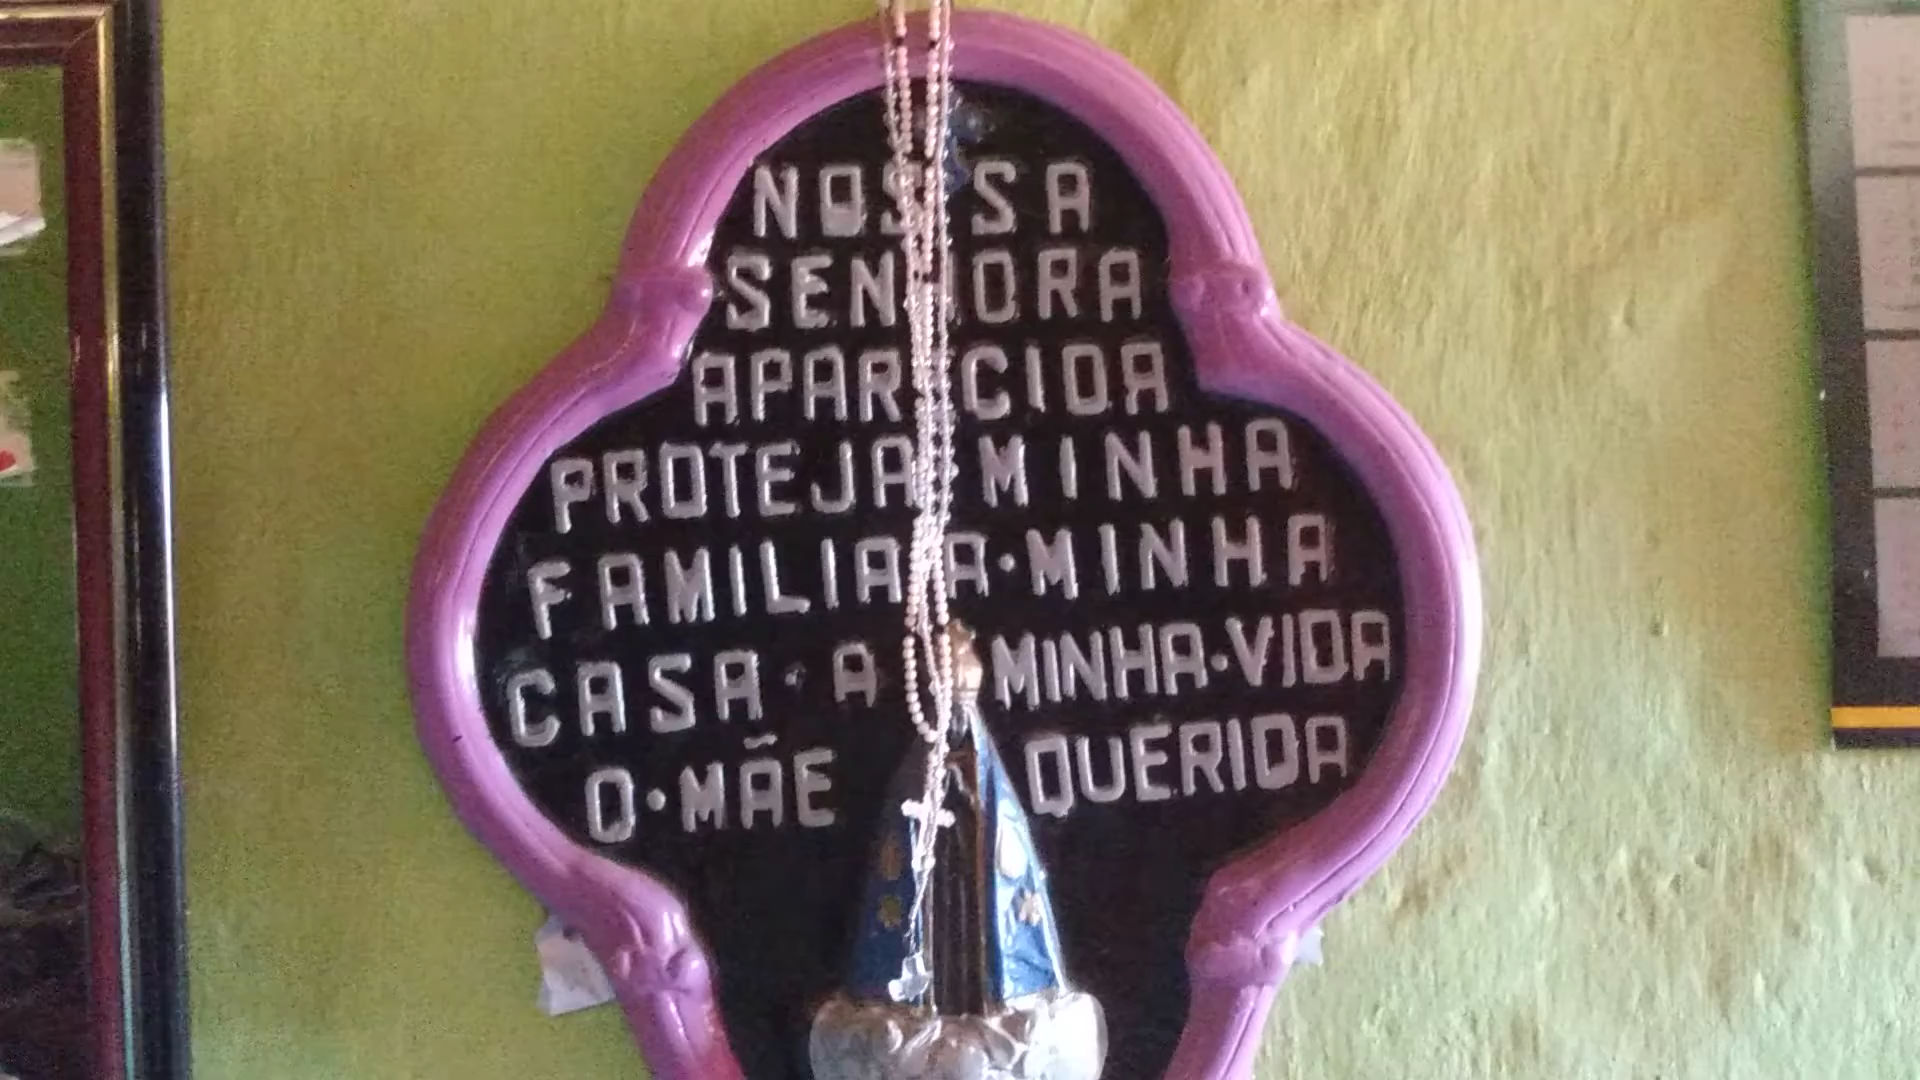 NOSSA
SENHORA
APARECIDA
PROTEJA MINHA
FAMILIA A·MINHA
CASA·A MINHA·VIDA
O·MÃE QUERIDA